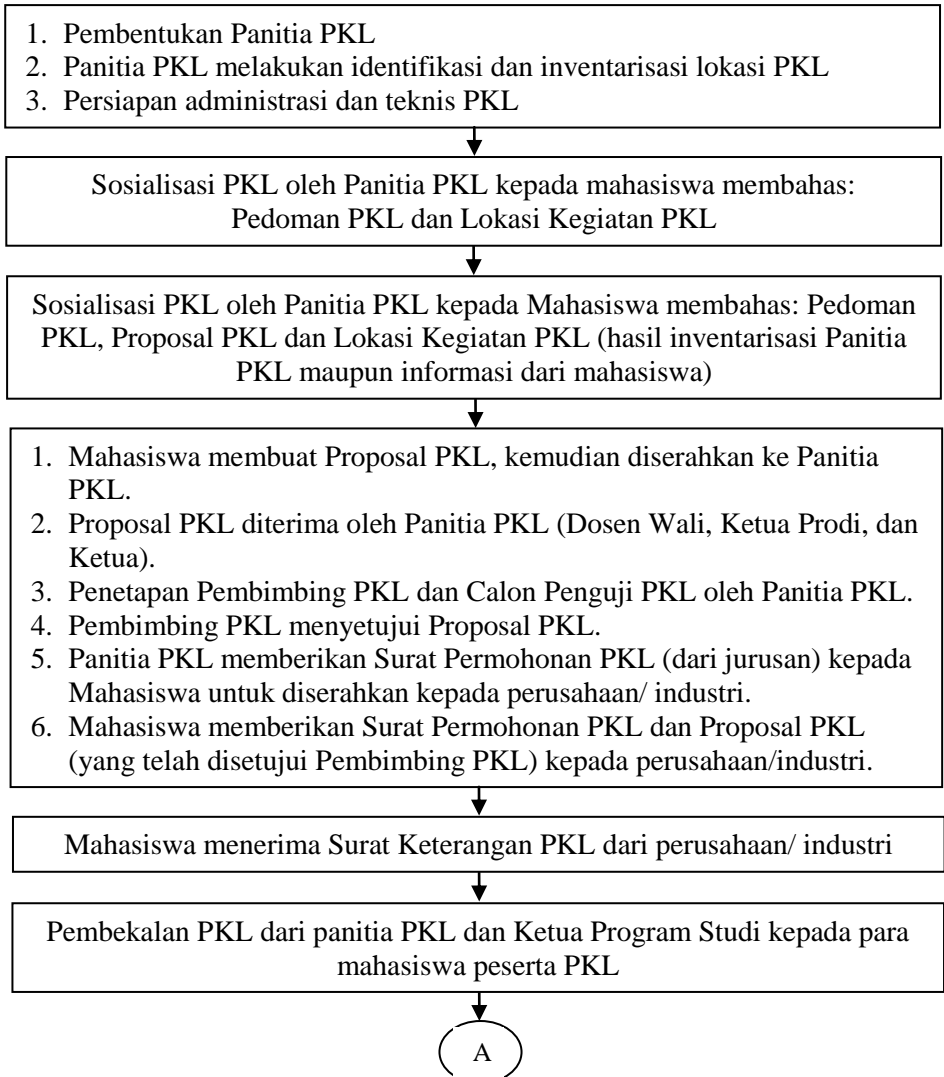 1. Pembentukan Panitia PKL
2. Panitia PKL melakukan identifikasi dan inventarisasi lokasi PKL
3. Persiapan administrasi dan teknis PKL
Sosialisasi PKL oleh Panitia PKL kepada mahasiswa membahas:
Pedoman PKL dan Lokasi Kegiatan PKL
Sosialisasi PKL oleh Panitia PKL kepada Mahasiswa membahas: Pedoman
PKL, Proposal PKL dan Lokasi Kegiatan PKL (hasil inventarisasi Panitia
PKL maupun informasi dari mahasiswa)
1. Mahasiswa membuat Proposal PKL, kemudian diserahkan ke Panitia
PKL.
2. Proposal PKL diterima oleh Panitia PKL (Dosen Wali, Ketua Prodi, dan
Ketua).
3. Penetapan Pembimbing PKL dan Calon Penguji PKL oleh Panitia PKL.
4. Pembimbing PKL menyetujui Proposal PKL.
5. Panitia PKL memberikan Surat Permohonan PKL (dari jurusan) kepada
Mahasiswa untuk diserahkan kepada perusahaan/ industri.
6. Mahasiswa memberikan Surat Permohonan PKL dan Proposal PKL
(yang telah disetujui Pembimbing PKL) kepada perusahaan/industri.
Mahasiswa menerima Surat Keterangan PKL dari perusahaan/ industri
Pembekalan PKL dari panitia PKL dan Ketua Program Studi kepada para
mahasiswa peserta PKL
A